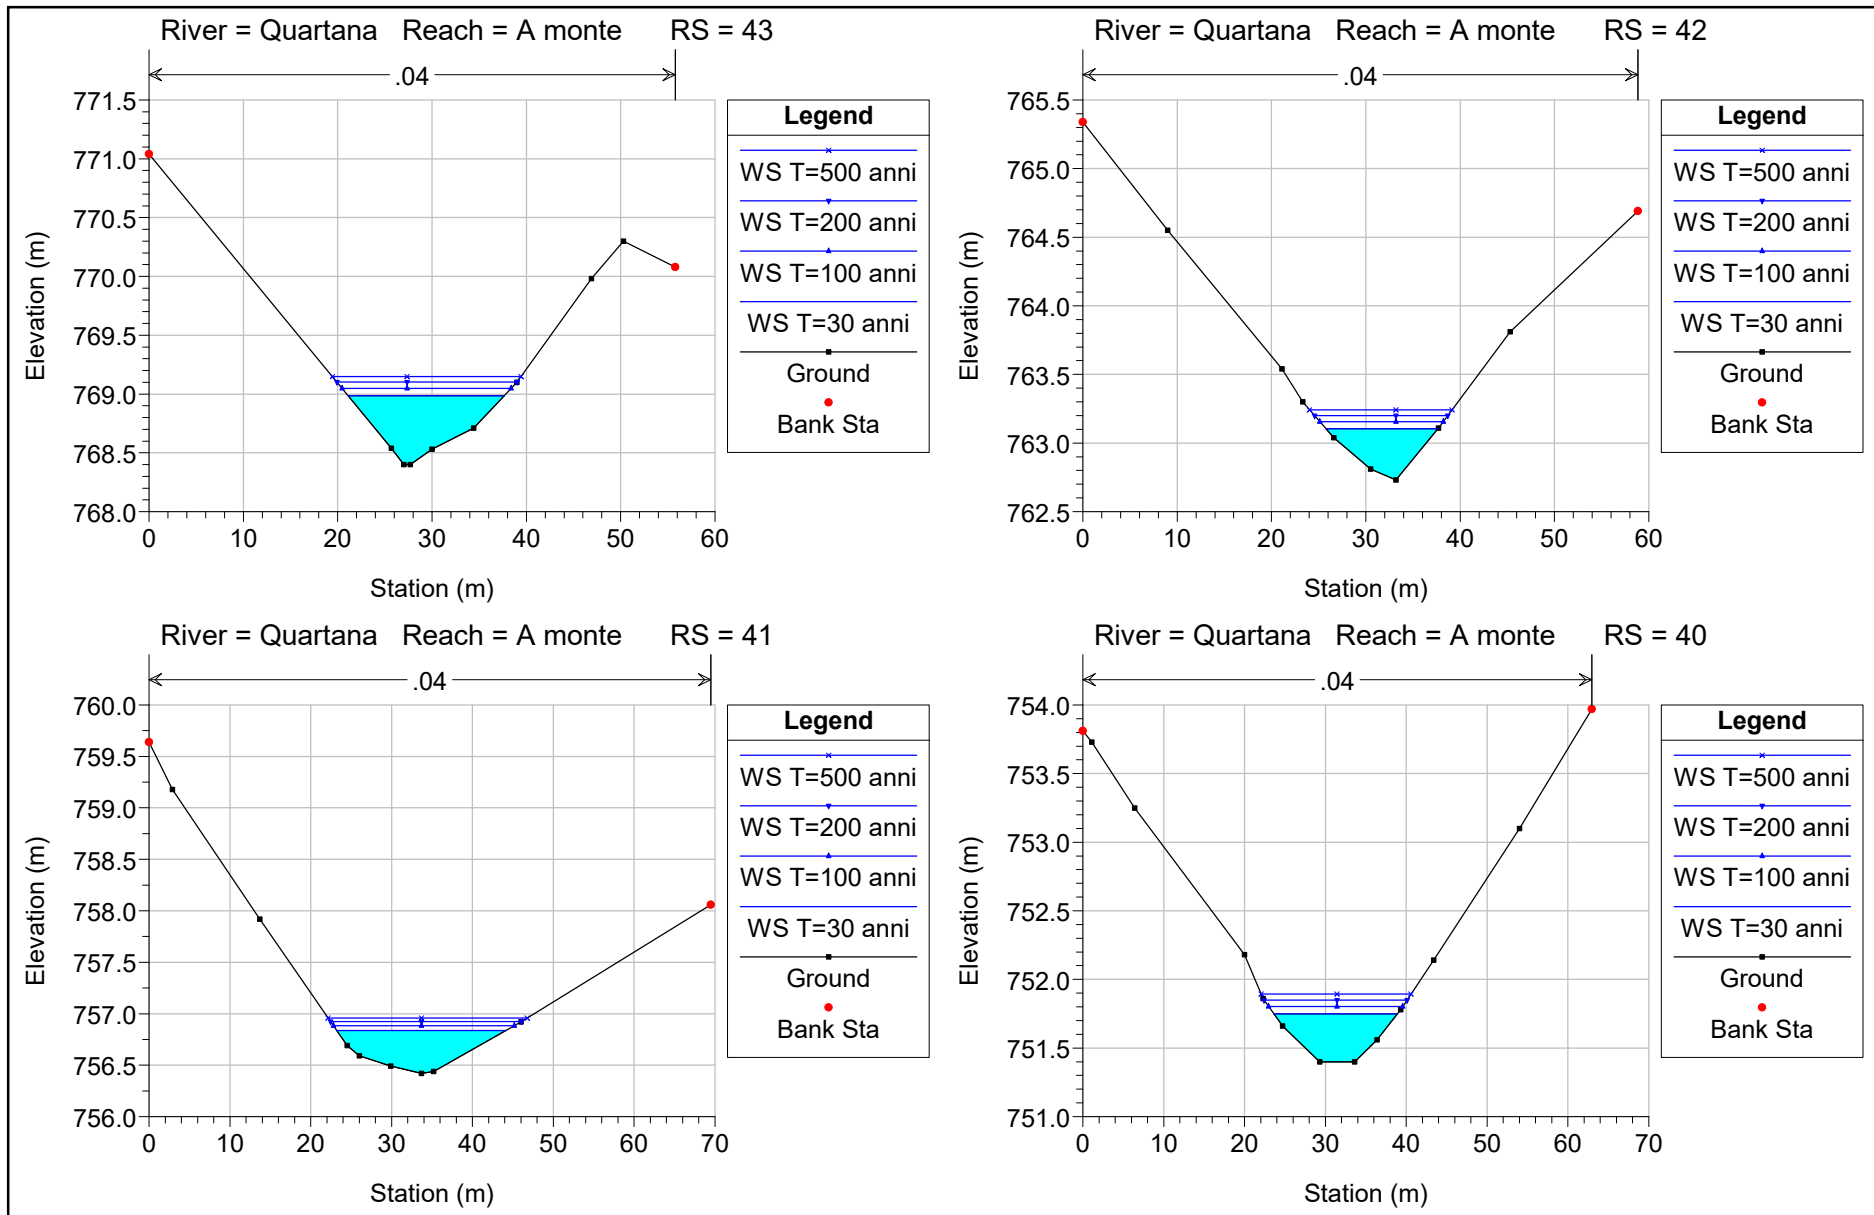 River = Quartana   Reach = A monte      RS = 43
.04
771.5
771.0
770.5
770.0
769.5
769.0
768.5
768.0
0 10 20 30 40 50 60
Elevation (m)
Station (m)
Legend
WS T=500 anni
WS T=200 anni
WS T=100 anni
WS T=30 anni
Ground
Bank Sta
River = Quartana   Reach = A monte      RS = 42
.04
765.5
765.0
764.5
764.0
763.5
763.0
762.5
0 10 20 30 40 50 60
Elevation (m)
Station (m)
Legend
WS T=500 anni
WS T=200 anni
WS T=100 anni
WS T=30 anni
Ground
Bank Sta
River = Quartana   Reach = A monte      RS = 41
.04
760.0
759.5
759.0
758.5
758.0
757.5
757.0
756.5
756.0
0 10 20 30 40 50 60 70
Elevation (m)
Station (m)
Legend
WS T=500 anni
WS T=200 anni
WS T=100 anni
WS T=30 anni
Ground
Bank Sta
River = Quartana   Reach = A monte      RS = 40
.04
754.0
753.5
753.0
752.5
752.0
751.5
751.0
0 10 20 30 40 50 60 70
Elevation (m)
Station (m)
Legend
WS T=500 anni
WS T=200 anni
WS T=100 anni
WS T=30 anni
Ground
Bank Sta